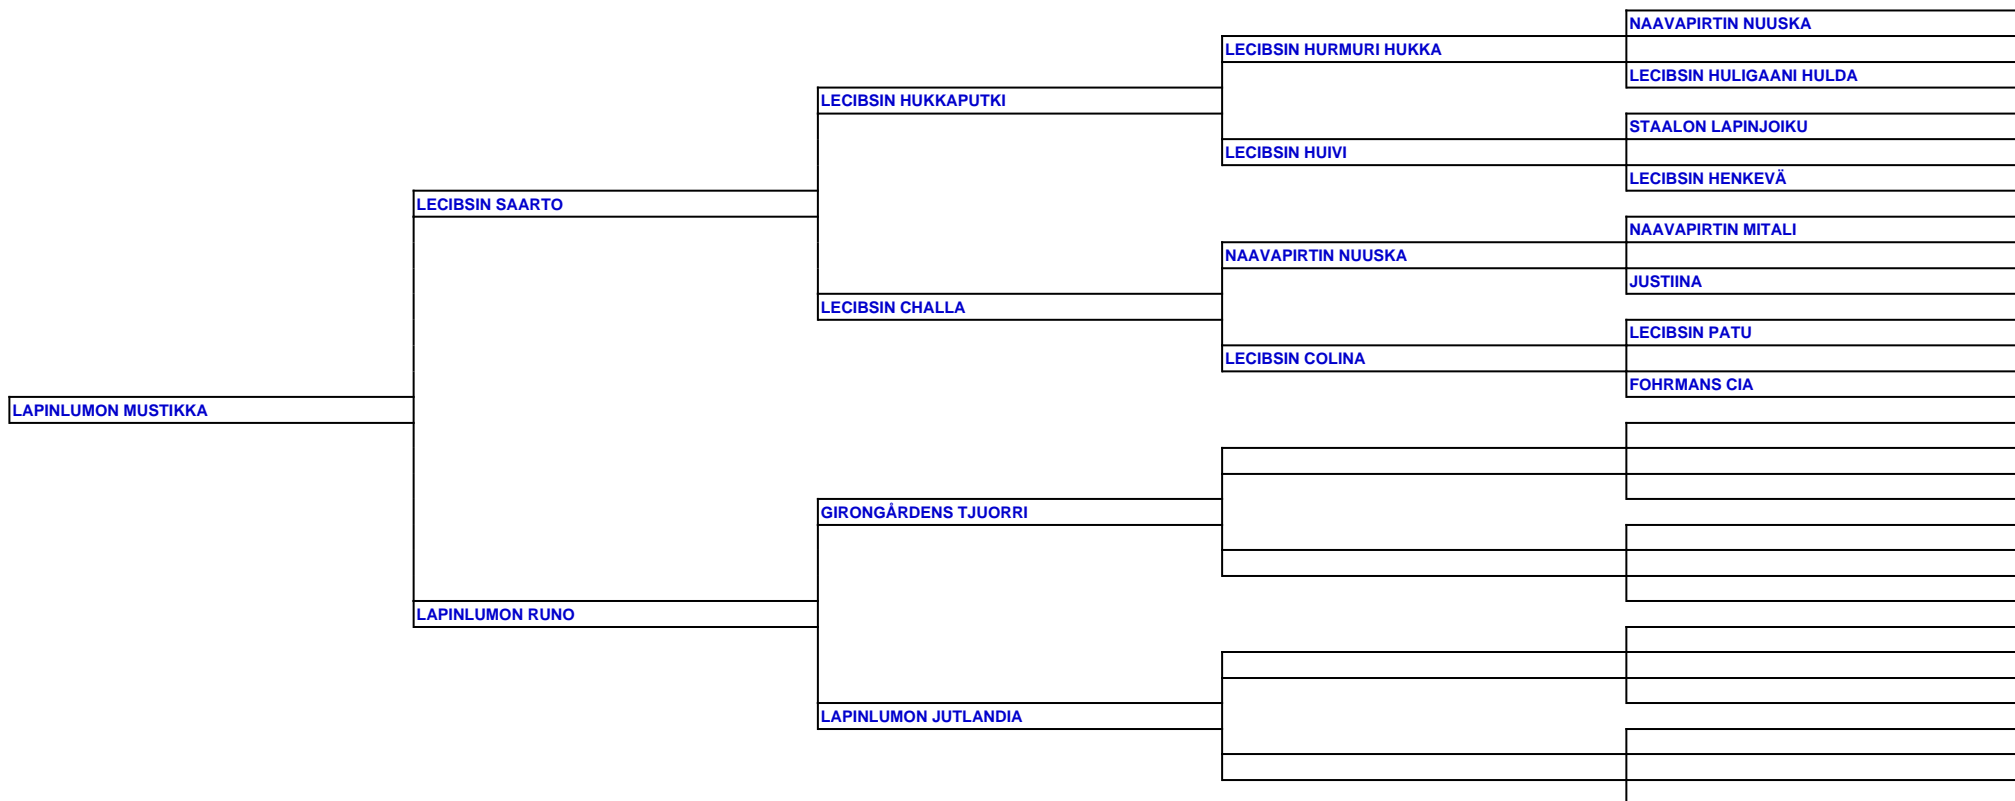 NAAVAPIRTIN NUUSKA
LECIBSIN HURMURI HUKKA
LECIBSIN HULIGAANI HULDA
LECIBSIN HUKKAPUTKI
STAALON LAPINJOIKU
LECIBSIN HUIVI
LECIBSIN HENKEVÄ
LECIBSIN SAARTO
NAAVAPIRTIN MITALI
NAAVAPIRTIN NUUSKA
JUSTIINA
LECIBSIN CHALLA
LECIBSIN PATU
LECIBSIN COLINA
FOHRMANS CIA
LAPINLUMON MUSTIKKA
GIRONGÅRDENS TJUORRI
LAPINLUMON RUNO
LAPINLUMON JUTLANDIA